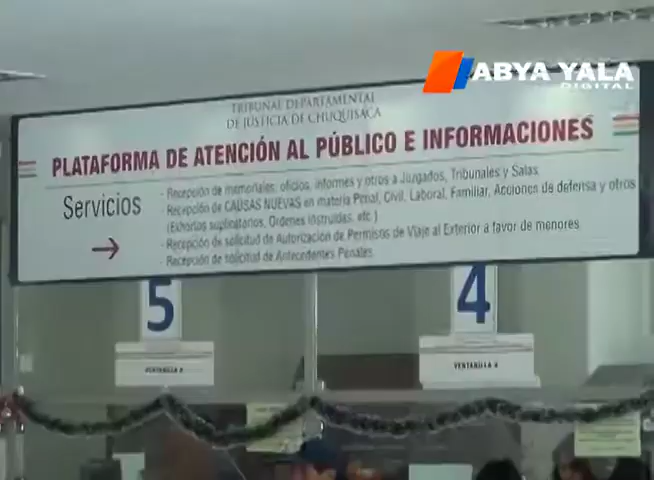 ABYA YALA
DIGITAL
TRIBUNAL DEPARTAMENTAL
DE JUSTICIA DE CHUQUISACA
PLATAFORMA DE ATENCIÓN AL PÚBLICO E INFORMACIONES
Servicios
- Recepción de memoriales, oficios, informes y otros a Juzgados, Tribunales y Salas
- Recepción de CAUSAS NUEVAS en materia Penal, Civil, Laboral, Familiar, Acciones de defensa y otros
(Exhortos suplicatorios, Ordenes instruidas, etc.)
- Recepción de solicitud de Autorización de Permisos de Viaje al Exterior a favor de menores
- Recepción de solicitud de Antecedentes Penales
5
4
VENTANILLA
VENTANILLA 4